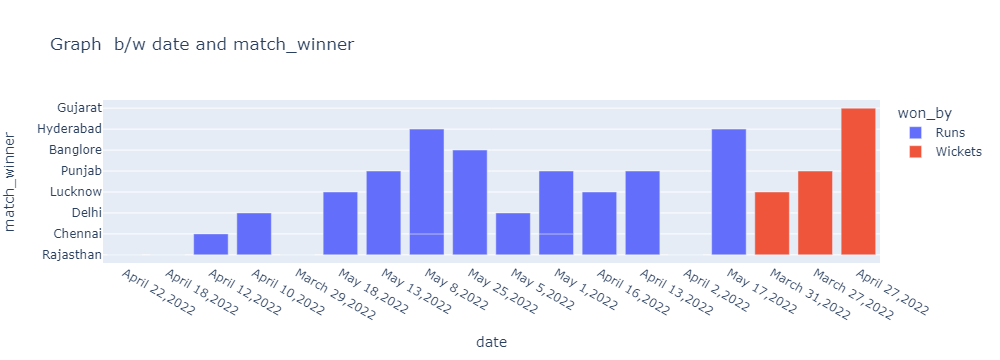 Graph  b/w date and match_winner
match_winner
Gujarat
Hyderabad
Banglore
Punjab
Lucknow
Delhi
Chennai
Rajasthan
won_by
Runs
Wickets
April 22,2022
April 18,2022
April 12,2022
April 10,2022
March 29,2022
May 18,2022
May 13,2022
May 8,2022
May 25,2022
May 5,2022
May 1,2022
April 16,2022
April 13,2022
April 2,2022
May 17,2022
March 31,2022
March 27,2022
April 27,2022
date